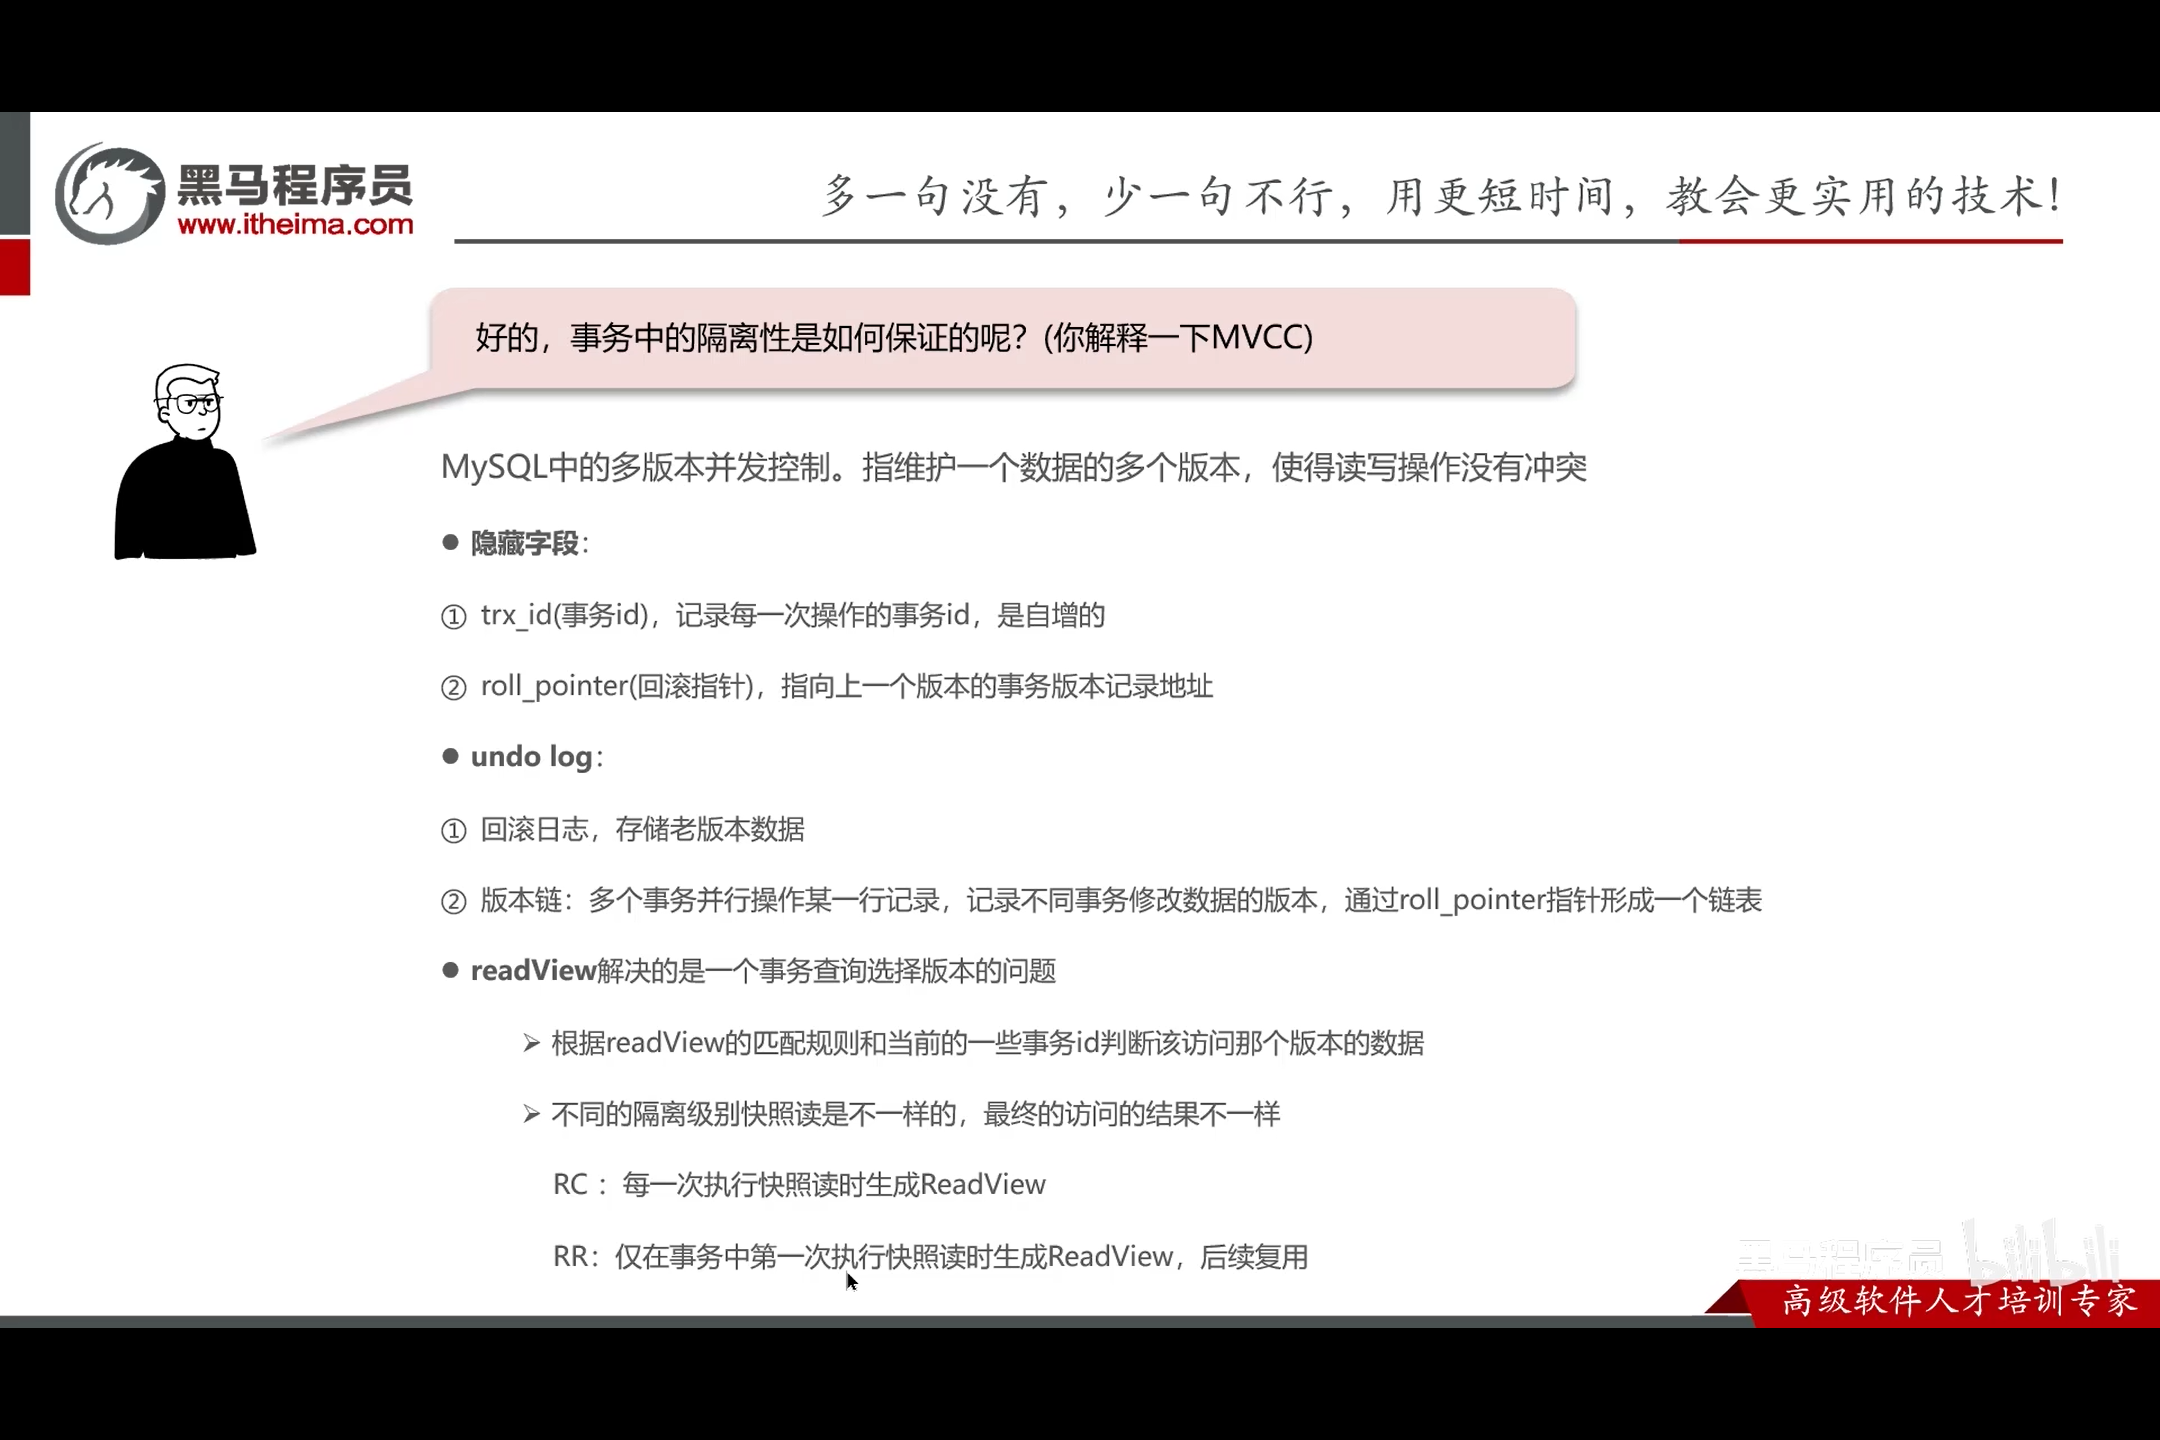 黑马程序员
www.itheima.com
多一句没有，少一句不行，用更短时间，教会更实用的技术！
好的，事务中的隔离性是如何保证的呢？(你解释一下MVCC)
MySQL中的多版本并发控制。指维护一个数据的多个版本，使得读写操作没有冲突
● 隐藏字段：
① trx_id(事务id)，记录每一次操作的事务id，是自增的
② roll_pointer(回滚指针)，指向上一个版本的事务版本记录地址
● undo log：
① 回滚日志，存储老版本数据
② 版本链：多个事务并行操作某一行记录，记录不同事务修改数据的版本，通过roll_pointer指针形成一个链表
● readView解决的是一个事务查询选择版本的问题
➢ 根据readView的匹配规则和当前的一些事务id判断该访问那个版本的数据
➢ 不同的隔离级别快照读是不一样的，最终的访问的结果不一样
RC ：每一次执行快照读时生成ReadView
RR：仅在事务中第一次执行快照读时生成ReadView，后续复用
黑马程序员 bilibili
高级软件人才培训专家